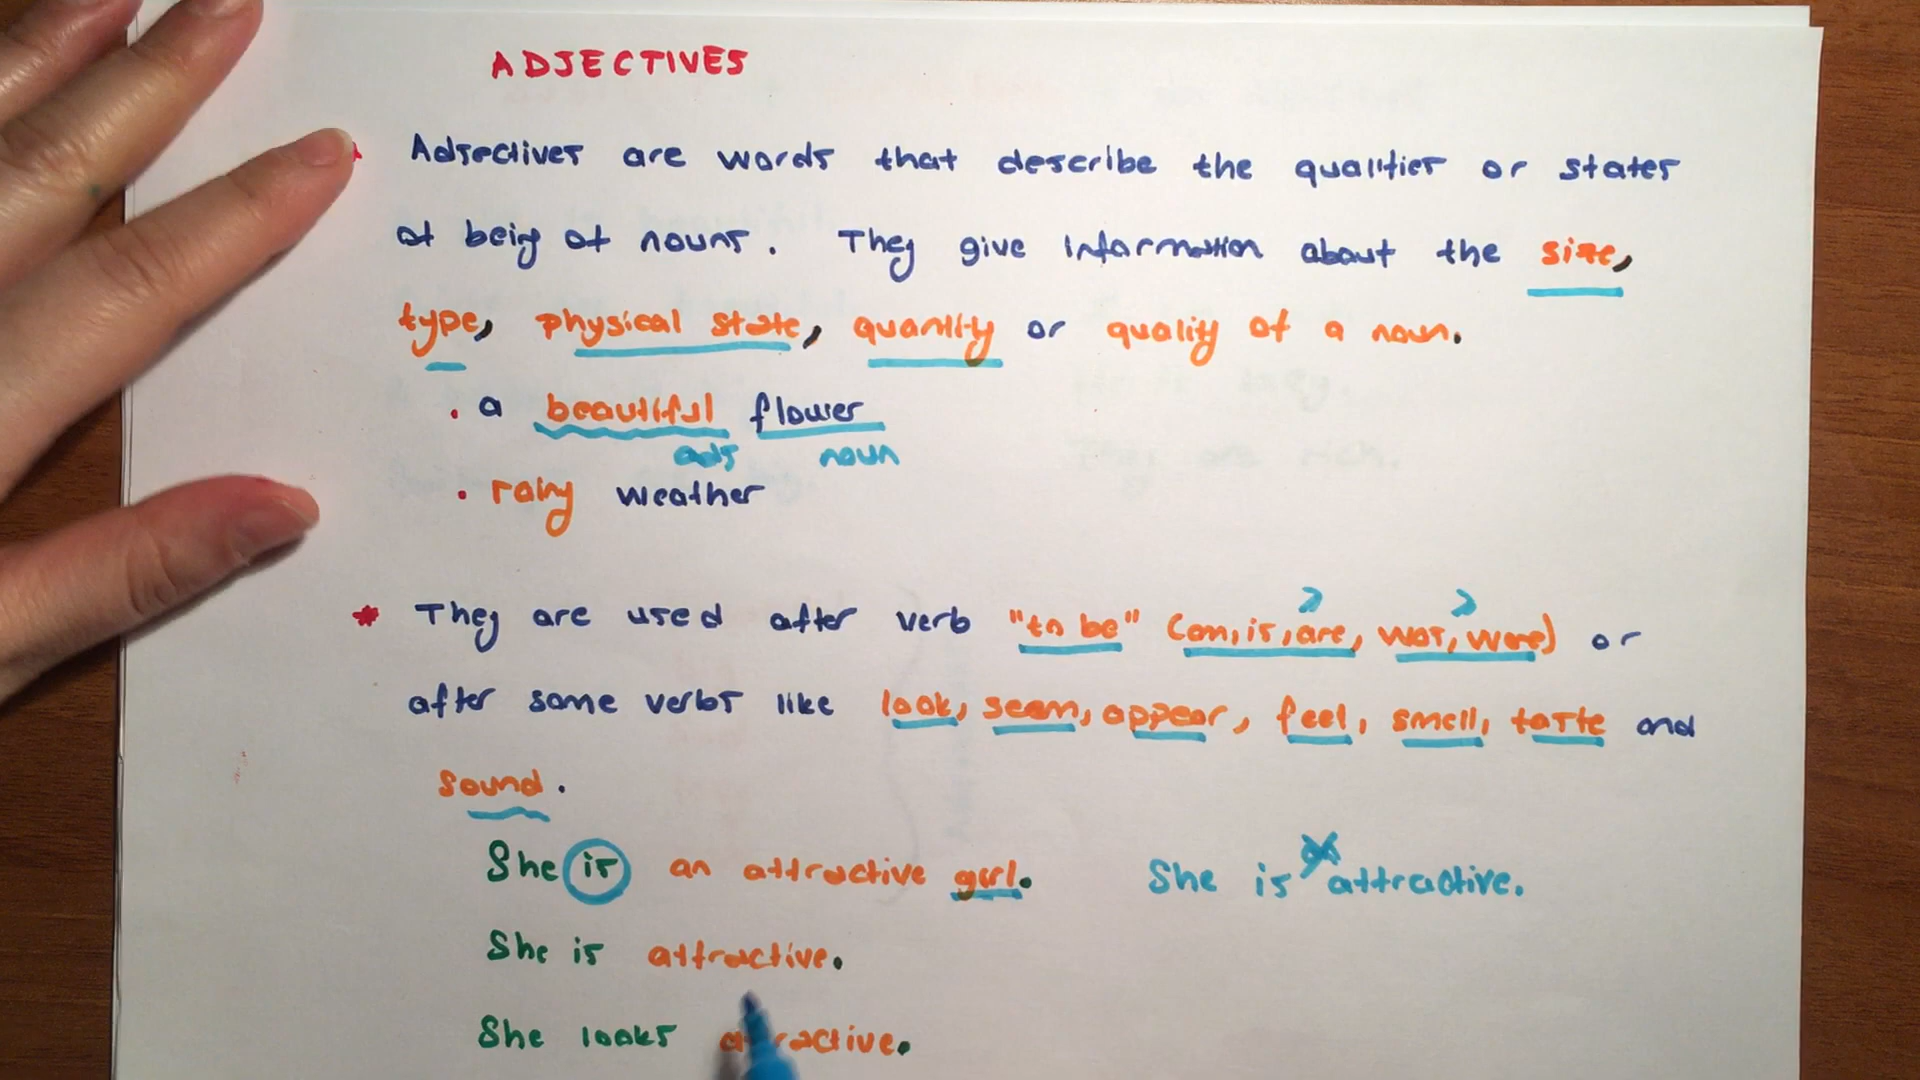 ADJECTIVES
Adjectives are words that describe the qualities or states
of being of nouns. They give information about the size,
type, physical state, quantity or quality of a noun.
. a beautiful flower
adj noun
. rainy weather
* They are used after verb "to be" (am, is, are, was, were) or
after some verbs like look, seem, appear, feel, smell, taste and
sound.
She is an attractive girl. She is attractive.
She is attractive.
She looks attractive.